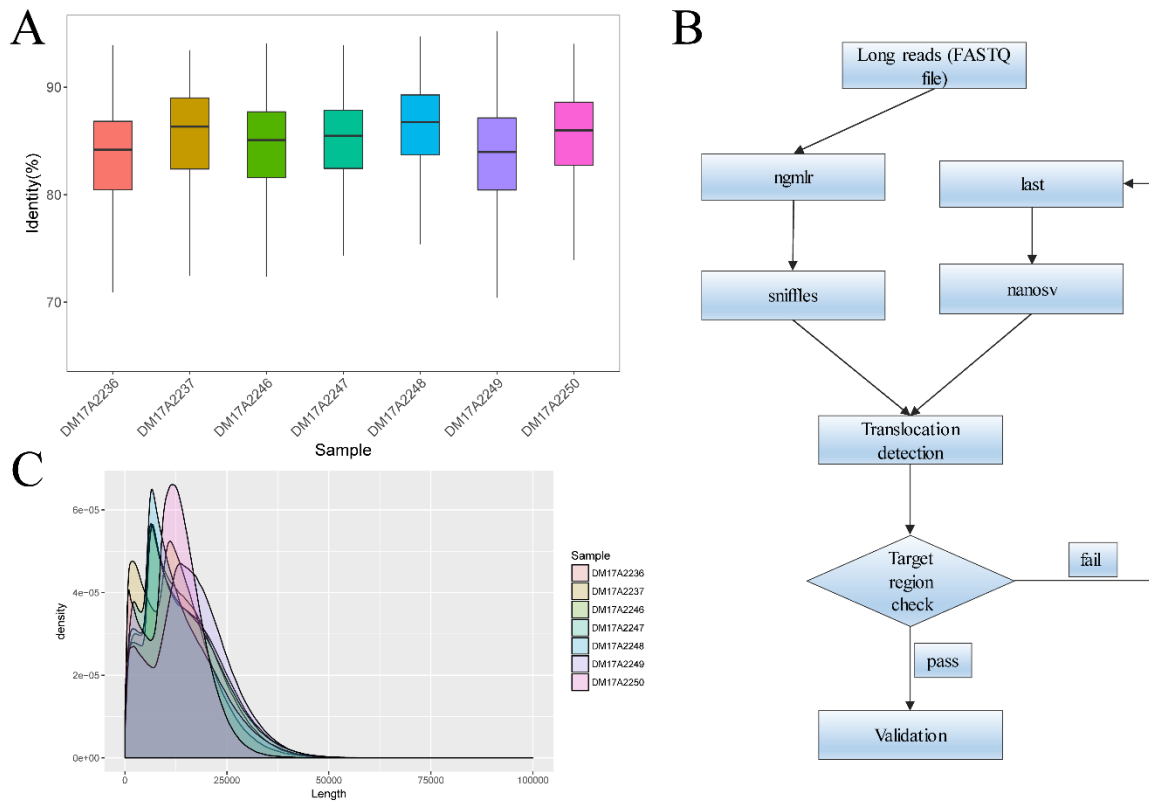 A
90
80
70
Identity(%)
DM17A2236
DM17A2237
DM17A2246
DM17A2247
DM17A2248
DM17A2249
DM17A2250
Sample
B
Long reads (FASTQ
file)
ngmlr
last
sniffles
nanosv
Translocation
detection
Target
region
check
fail
pass
Validation
C
6e-05
4e-05
2e-05
0e+00
density
0
25000
50000
75000
100000
Length
Sample
DM17A2236
DM17A2237
DM17A2246
DM17A2247
DM17A2248
DM17A2249
DM17A2250